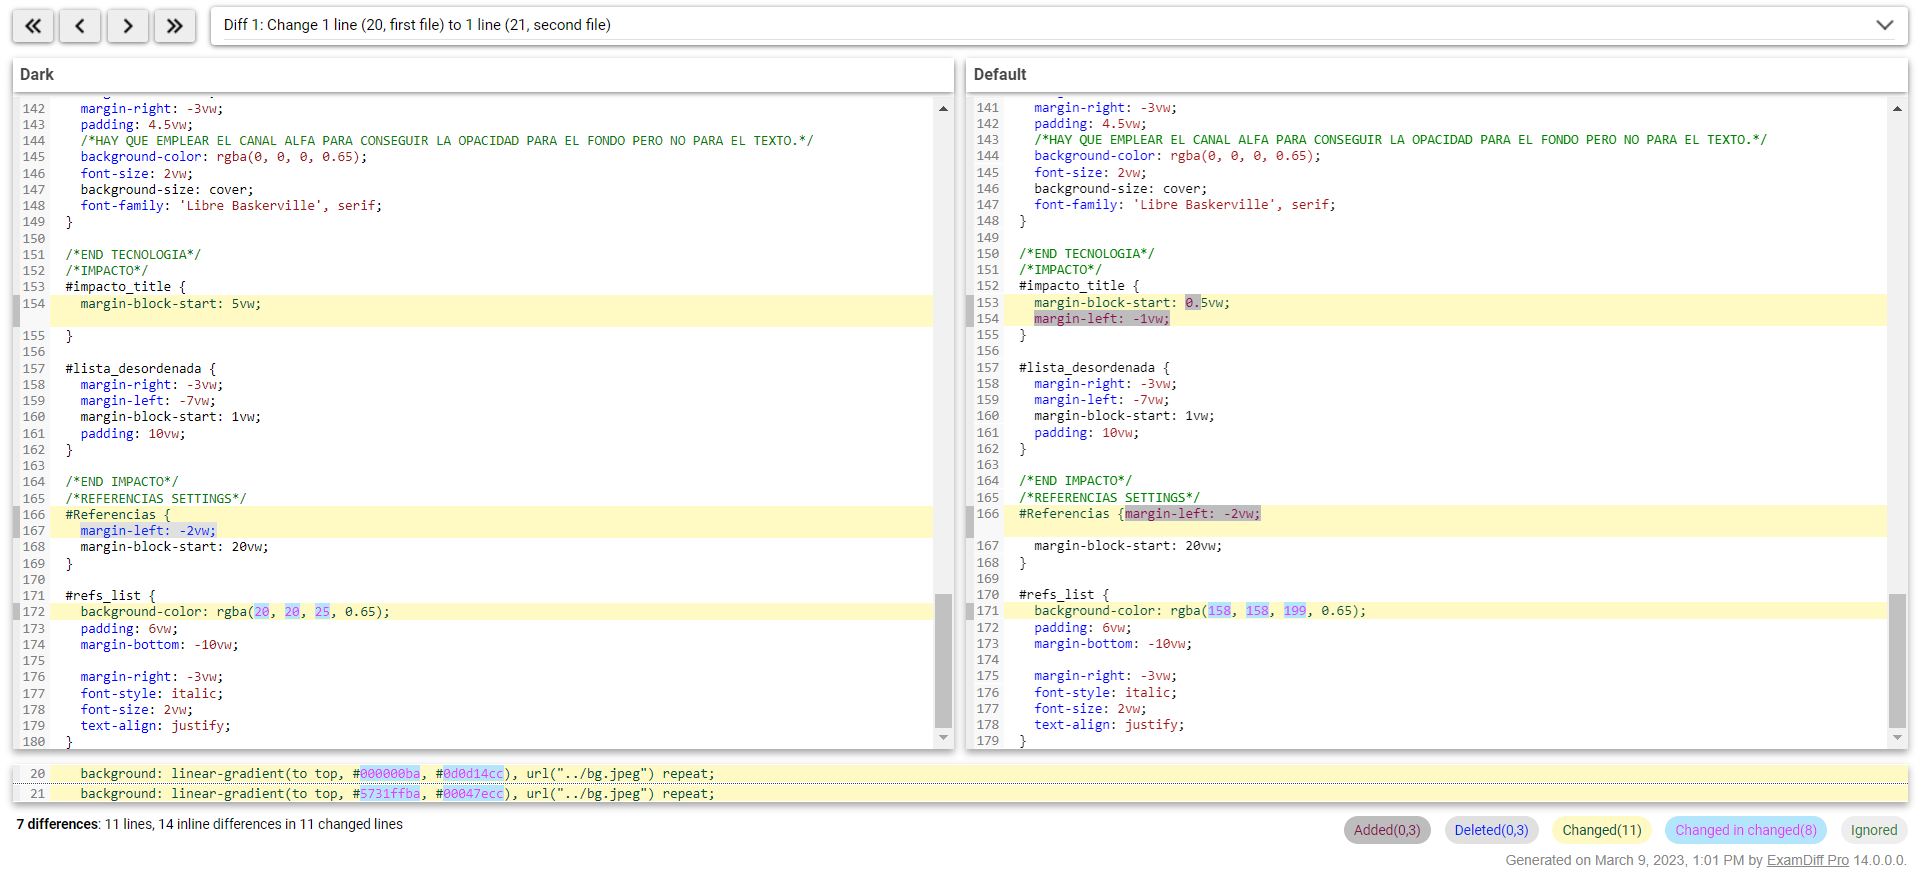 Diff 1: Change 1 line (20, first file) to 1 line (21, second file)
Dark
142 margin-right: -3vw;
143 padding: 4.5vw;
144 /*HAY QUE EMPLEAR EL CANAL ALFA PARA CONSEGUIR LA OPACIDAD PARA EL FONDO PERO NO PARA EL TEXTO.*/
145 background-color: rgba(0, 0, 0, 0.65);
146 font-size: 2vw;
147 background-size: cover;
148 font-family: 'Libre Baskerville', serif;
149 }
150
151 /*END TECNOLOGIA*/
152 /*IMPACTO*/
153 #impacto_title {
154 margin-block-start: 5vw;
155 }
156
157 #lista_desordenada {
158 margin-right: -3vw;
159 margin-left: -7vw;
160 margin-block-start: 1vw;
161 padding: 10vw;
162 }
163
164 /*END IMPACTO*/
165 /*REFERENCIAS SETTINGS*/
166 #Referencias {
167 margin-left: -2vw;
168 margin-block-start: 20vw;
169 }
170
171 #refs_list {
172 background-color: rgba(20, 20, 25, 0.65);
173 padding: 6vw;
174 margin-bottom: -10vw;
175
176 margin-right: -3vw;
177 font-style: italic;
178 font-size: 2vw;
179 text-align: justify;
180 }
Default
141 margin-right: -3vw;
142 padding: 4.5vw;
143 /*HAY QUE EMPLEAR EL CANAL ALFA PARA CONSEGUIR LA OPACIDAD PARA EL FONDO PERO NO PARA EL TEXTO.*/
144 background-color: rgba(0, 0, 0, 0.65);
145 font-size: 2vw;
146 background-size: cover;
147 font-family: 'Libre Baskerville', serif;
148 }
149
150 /*END TECNOLOGIA*/
151 /*IMPACTO*/
152 #impacto_title {
153 margin-block-start: 0.5vw;
154 margin-left: -1vw;
155 }
156
157 #lista_desordenada {
158 margin-right: -3vw;
159 margin-left: -7vw;
160 margin-block-start: 1vw;
161 padding: 10vw;
162 }
163
164 /*END IMPACTO*/
165 /*REFERENCIAS SETTINGS*/
166 #Referencias {margin-left: -2vw;
167 margin-block-start: 20vw;
168 }
169
170 #refs_list {
171 background-color: rgba(158, 158, 199, 0.65);
172 padding: 6vw;
173 margin-bottom: -10vw;
174
175 margin-right: -3vw;
176 font-style: italic;
177 font-size: 2vw;
178 text-align: justify;
179 }
20 background: linear-gradient(to top, #000000ba, #0d0d14cc), url("../bg.jpeg") repeat;
21 background: linear-gradient(to top, #5731ffba, #00047ecc), url("../bg.jpeg") repeat;
7 differences: 11 lines, 14 inline differences in 11 changed lines
Added(0,3) Deleted(0,3) Changed(11) Changed in changed(8) Ignored
Generated on March 9, 2023, 1:01 PM by ExamDiff Pro 14.0.0.0.